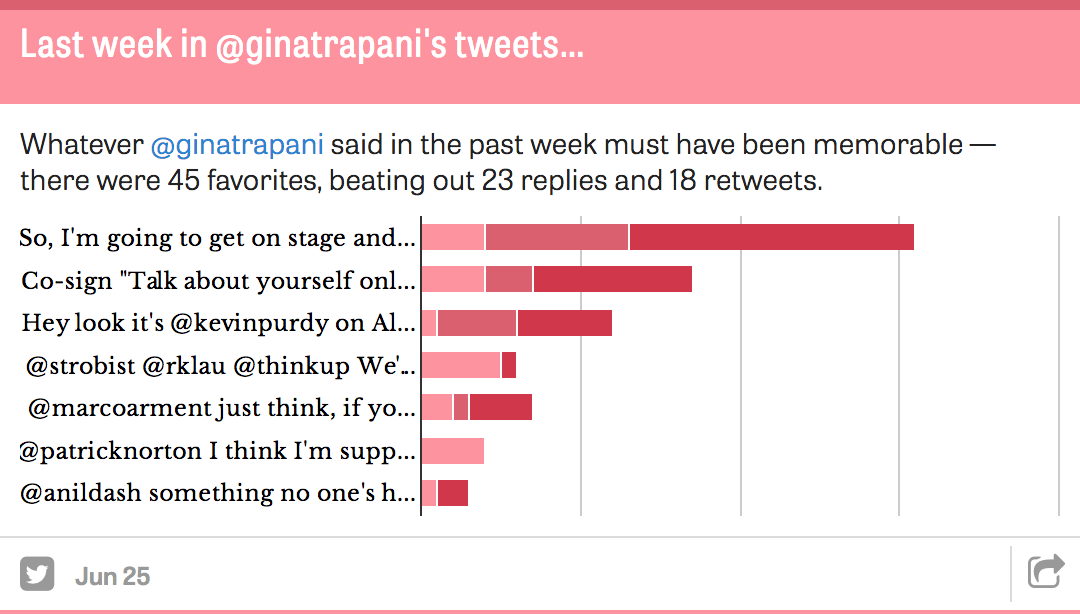 Last week in @ginatrapani's tweets...
Whatever @ginatrapani said in the past week must have been memorable —
there were 45 favorites, beating out 23 replies and 18 retweets.
So, I'm going to get on stage and...
Co-sign "Talk about yourself onl...
Hey look it's @kevinpurdy on Al...
@strobist @rklau @thinkup We'...
@marcoarment just think, if yo...
@patricknorton I think I'm supp...
@anildash something no one's h...
Jun 25